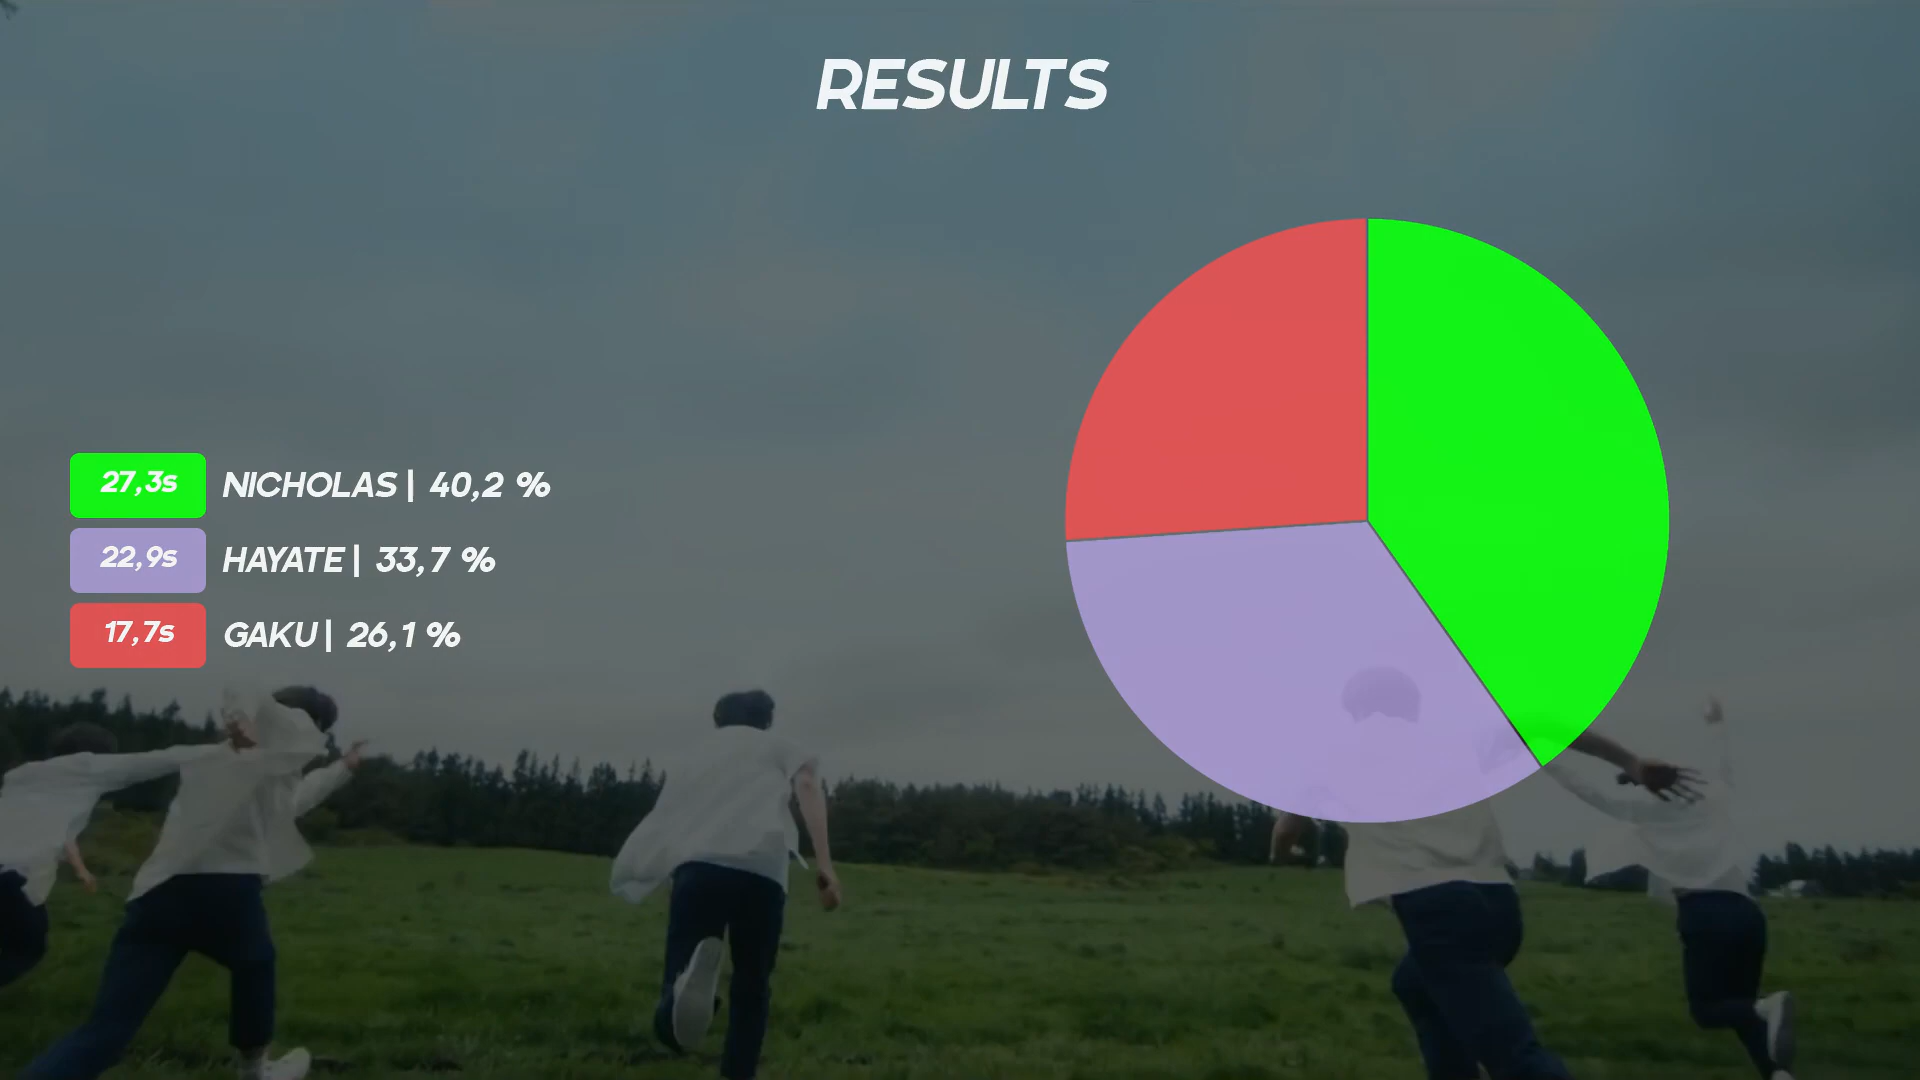 RESULTS
27,3s NICHOLAS | 40,2 %
22,9s HAYATE | 33,7 %
17,7s GAKU | 26,1 %